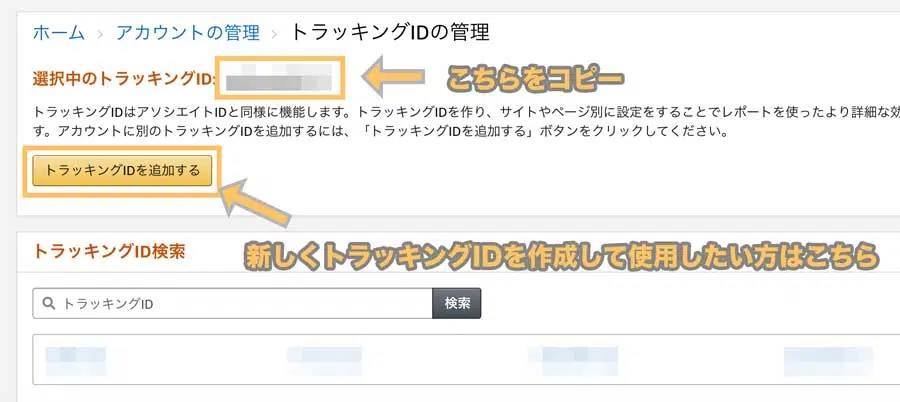 ホーム › アカウントの管理 › トラッキングIDの管理
選択中のトラッキングID:
こちらをコピー
トラッキングIDはアソシエイトIDと同様に機能します。トラッキングIDを作り、サイトやページ別に設定をすることでレポートを使ったより詳細な効
す。アカウントに別のトラッキングIDを追加するには、「トラッキングIDを追加する」ボタンをクリックしてください。
トラッキングIDを追加する
新しくトラッキングIDを作成して使用したい方はこちら
トラッキングID検索
トラッキングID
検索